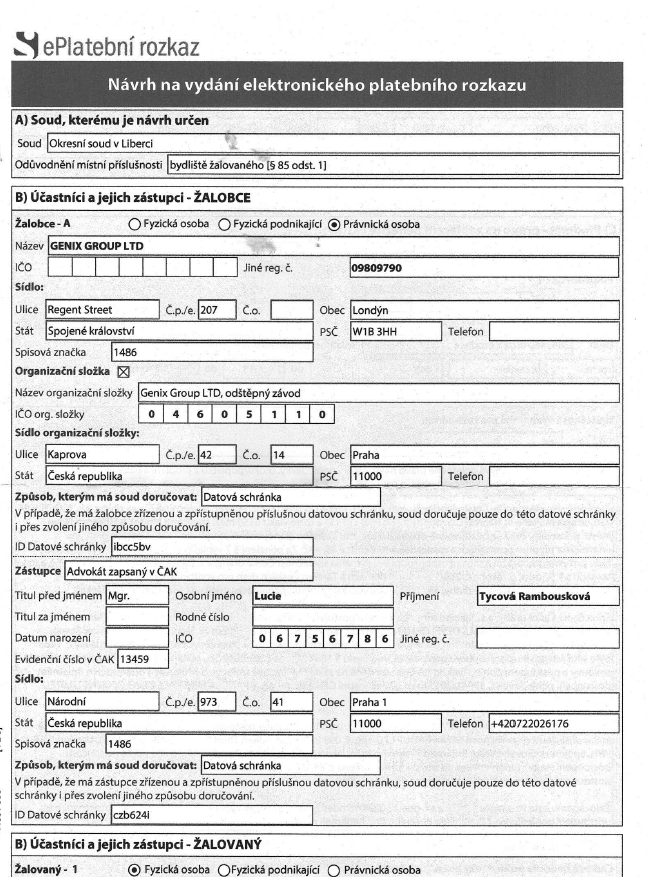 ePlatební rozkaz
Návrh na vydání elektronického platebního rozkazu
A) Soud, kterému je návrh určen
Soud Okresní soud v Liberci
Odůvodnění místní příslušnosti bydliště žalovaného [§ 85 odst. 1]
B) Účastníci a jejich zástupci - ŽALOBCE
Žalobce - A Fyzická osoba Fyzická podnikající Právnická osoba
Název GENIX GROUP LTD
IČO Jiné reg. č. 09809790
Sídlo:
Ulice Regent Street Č.p./e. 207 Č.o. Obec Londýn
Stát Spojené království PSČ W1B 3HH Telefon
Spisová značka 1486
Organizační složka ☒
Název organizační složky Genix Group LTD, odštěpný závod
IČO org. složky 0 4 6 0 5 1 1 0
Sídlo organizační složky:
Ulice Kaprova Č.p./e. 42 Č.o. 14 Obec Praha
Stát Česká republika PSČ 11000 Telefon
Způsob, kterým má soud doručovat: Datová schránka
V případě, že má žalobce zřízenou a zpřístupněnou příslušnou datovou schránku, soud doručuje pouze do této datové schránky
i přes zvolení jiného způsobu doručování.
ID Datové schránky ibcc5bv
Zástupce Advokát zapsaný v ČAK
Titul před jménem Mgr. Osobní jméno Lucie Příjmení Tycová Rambousková
Titul za jménem Rodné číslo
Datum narození IČO 0 6 7 5 6 7 8 6 Jiné reg. č.
Evidenční číslo v ČAK 13459
Sídlo:
Ulice Národní Č.p./e. 973 Č.o. 41 Obec Praha 1
Stát Česká republika PSČ 11000 Telefon +420722026176
Spisová značka 1486
Způsob, kterým má soud doručovat: Datová schránka
V případě, že má zástupce zřízenou a zpřístupněnou příslušnou datovou schránku, soud doručuje pouze do této datové
schránky i přes zvolení jiného způsobu doručování.
ID Datové schránky czb624i
B) Účastníci a jejich zástupci - ŽALOVANÝ
Žalovaný - 1 Fyzická osoba Fyzická podnikající Právnická osoba